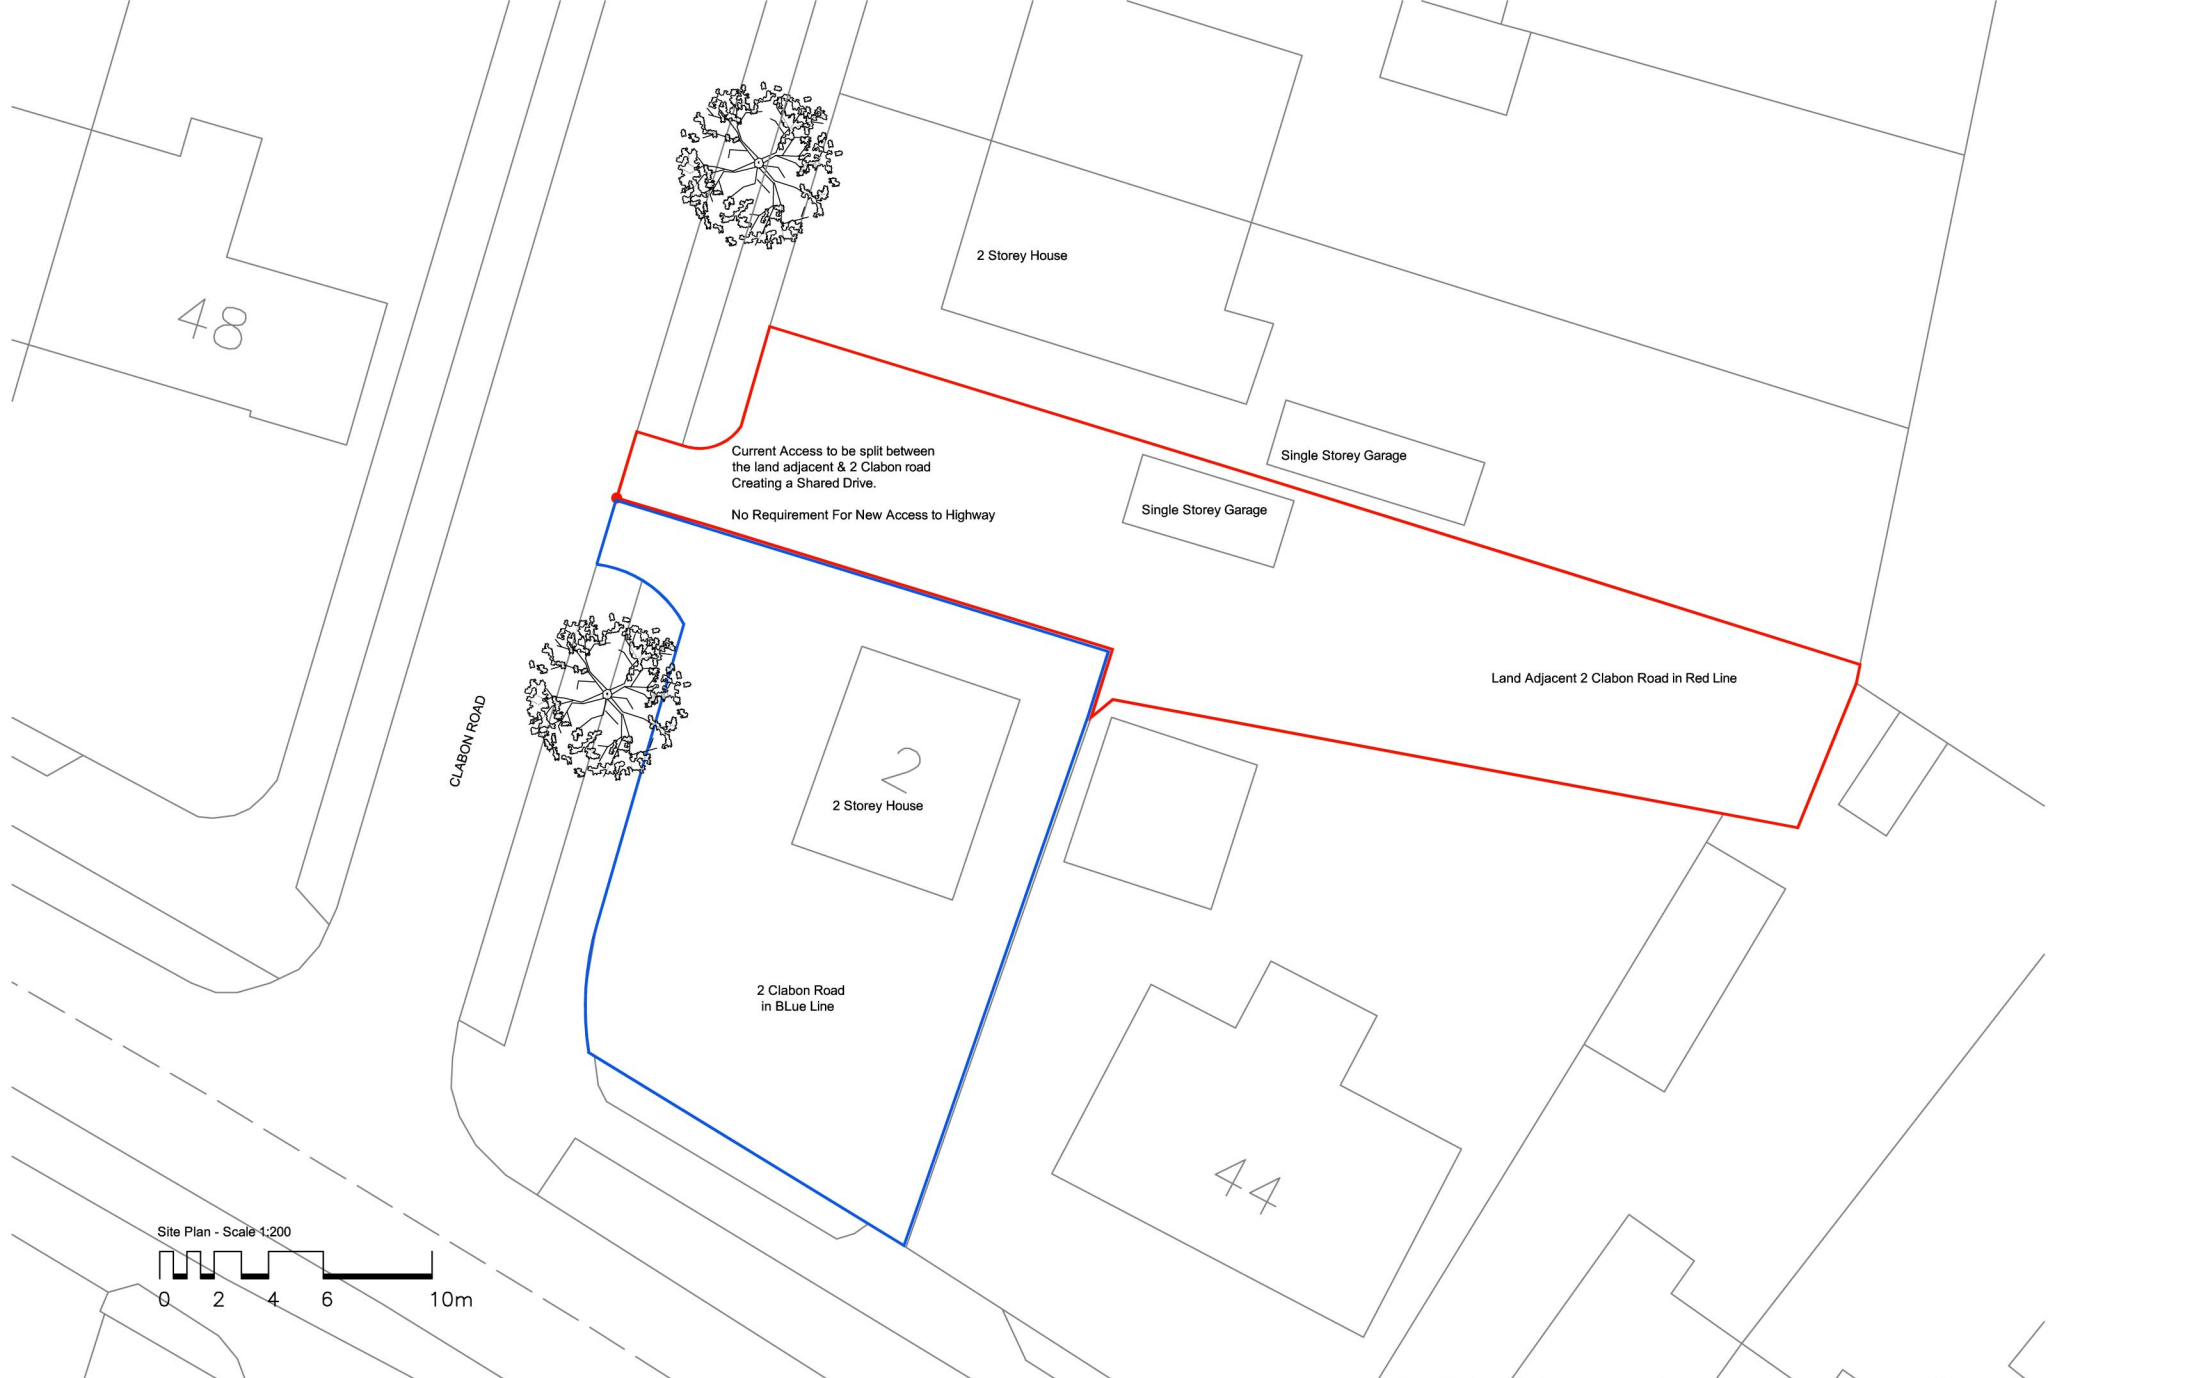 48
2 Storey House
Current Access to be split between
the land adjacent & 2 Clabon road
Creating a Shared Drive.
No Requirement For New Access to Highway
Single Storey Garage
Single Storey Garage
Land Adjacent 2 Clabon Road in Red Line
CLABON ROAD
2
2 Storey House
2 Clabon Road
in BLue Line
44
Site Plan - Scale 1:200
0 2 4 6 10m